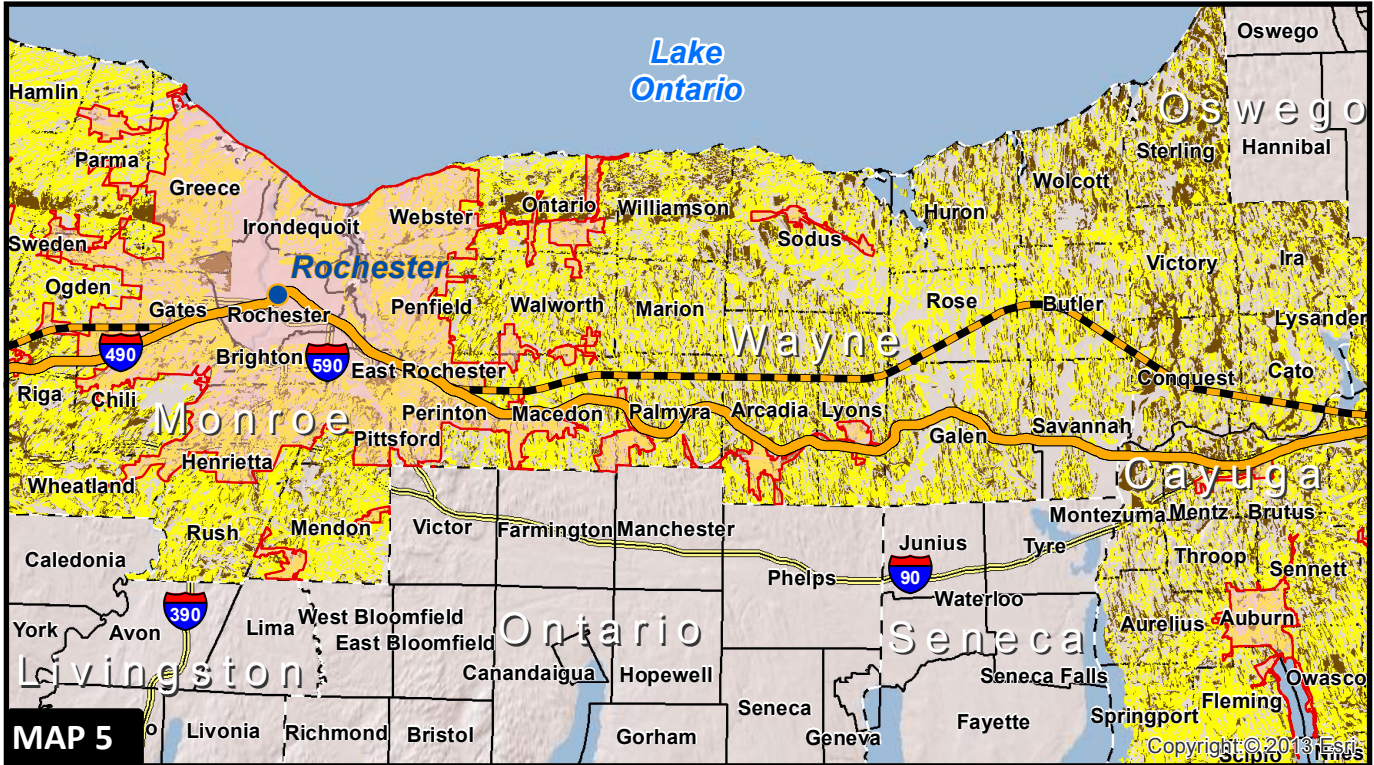 Oswego
Lake
Ontario
Hamlin
Oswego
Hannibal
Sterling
Parma
Wolcott
Greece
Ontario
Williamson
Webster
Huron
Irondequoit
Sodus
Sweden
Victory
Ira
Rochester
Ogden
Penfield
Walworth
Marion
Rose
Butler
Gates
Rochester
Lysander
Wayne
490
Brighton
590
East Rochester
Conquest
Cato
Riga
Chili
Monroe
Perinton
Macedon
Palmyra
Arcadia
Lyons
Savannah
Pittsford
Galen
Henrietta
Cayuga
Wheatland
Montezuma
Mentz
Brutus
Rush
Mendon
Victor
Farmington
Manchester
Junius
Tyre
Caledonia
Throop
Sennett
Phelps
90
Waterloo
390
York
Avon
Lima
West Bloomfield
East Bloomfield
Ontario
Seneca
Aurelius
Auburn
Livingston
Canandaigua
Hopewell
Seneca Falls
Owasco
Fleming
Seneca
Springport
Fayette
MAP 5
o
Livonia
Richmond
Bristol
Gorham
Geneva
Copyright:© 2013 Esri
Scipio
Niles